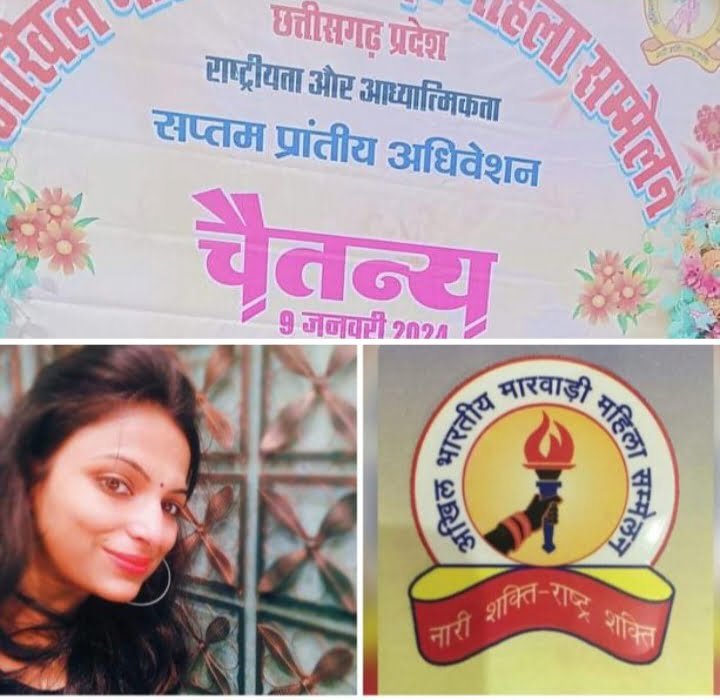 महिला सम्मेलन
छत्तीसगढ़ प्रदेश
राष्ट्रीयता और आध्यात्मिकता
सप्तम प्रांतीय अधिवेशन
चैतन्य
9 जनवरी 2024
अखिल भारतीय मारवाड़ी महिला सम्मेलन
नारी शक्ति-राष्ट्र शक्ति